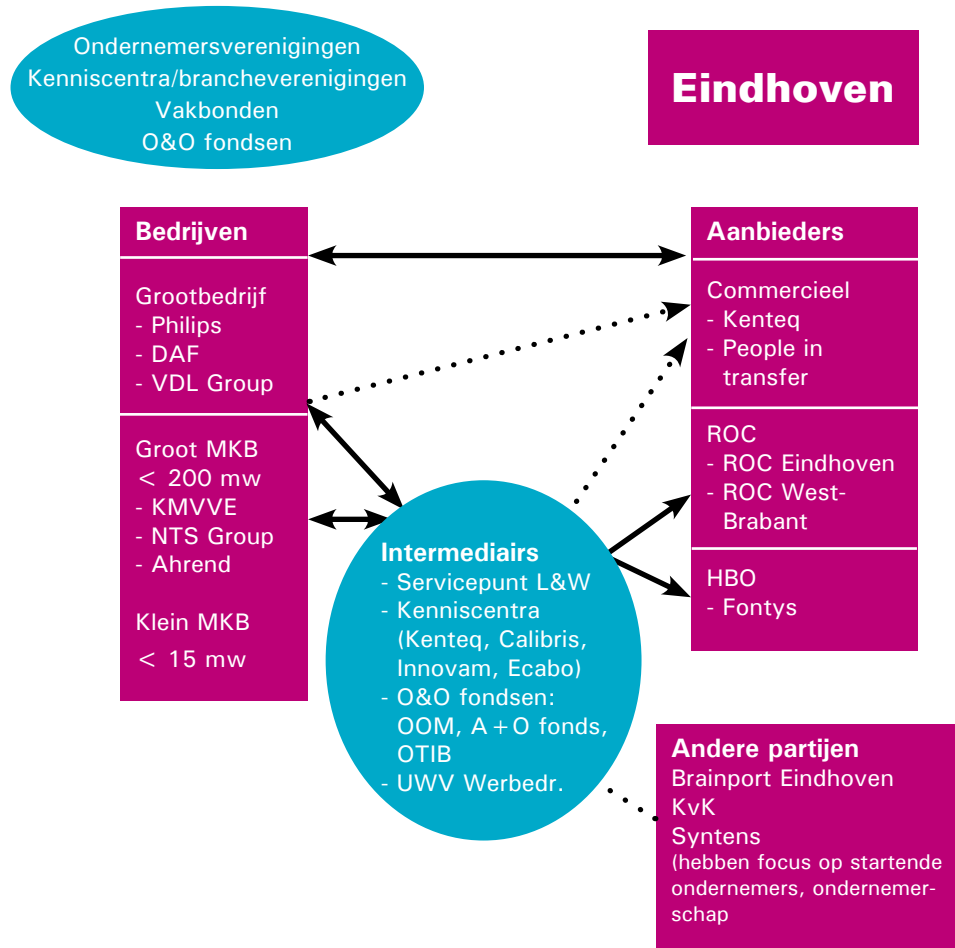 Ondernemersverenigingen
Kenniscentra/brancheverenigingen
Vakbonden
O&O fondsen
Eindhoven
Bedrijven
Grootbedrijf
- Philips
- DAF
- VDL Group
Groot MKB
< 200 mw
- KMVVE
- NTS Group
- Ahrend
Klein MKB
< 15 mw
Aanbieders
Commercieel
- Kenteq
- People in
transfer
ROC
- ROC Eindhoven
- ROC West-
Brabant
HBO
- Fontys
Intermediairs
- Servicepunt L&W
- Kenniscentra
(Kenteq, Calibris,
Innovam, Ecabo)
- O&O fondsen:
OOM, A+O fonds,
OTIB
- UWV Werbedr.
Andere partijen
Brainport Eindhoven
KvK
Syntens
(hebben focus op startende
ondernemers, ondernemer-
schap